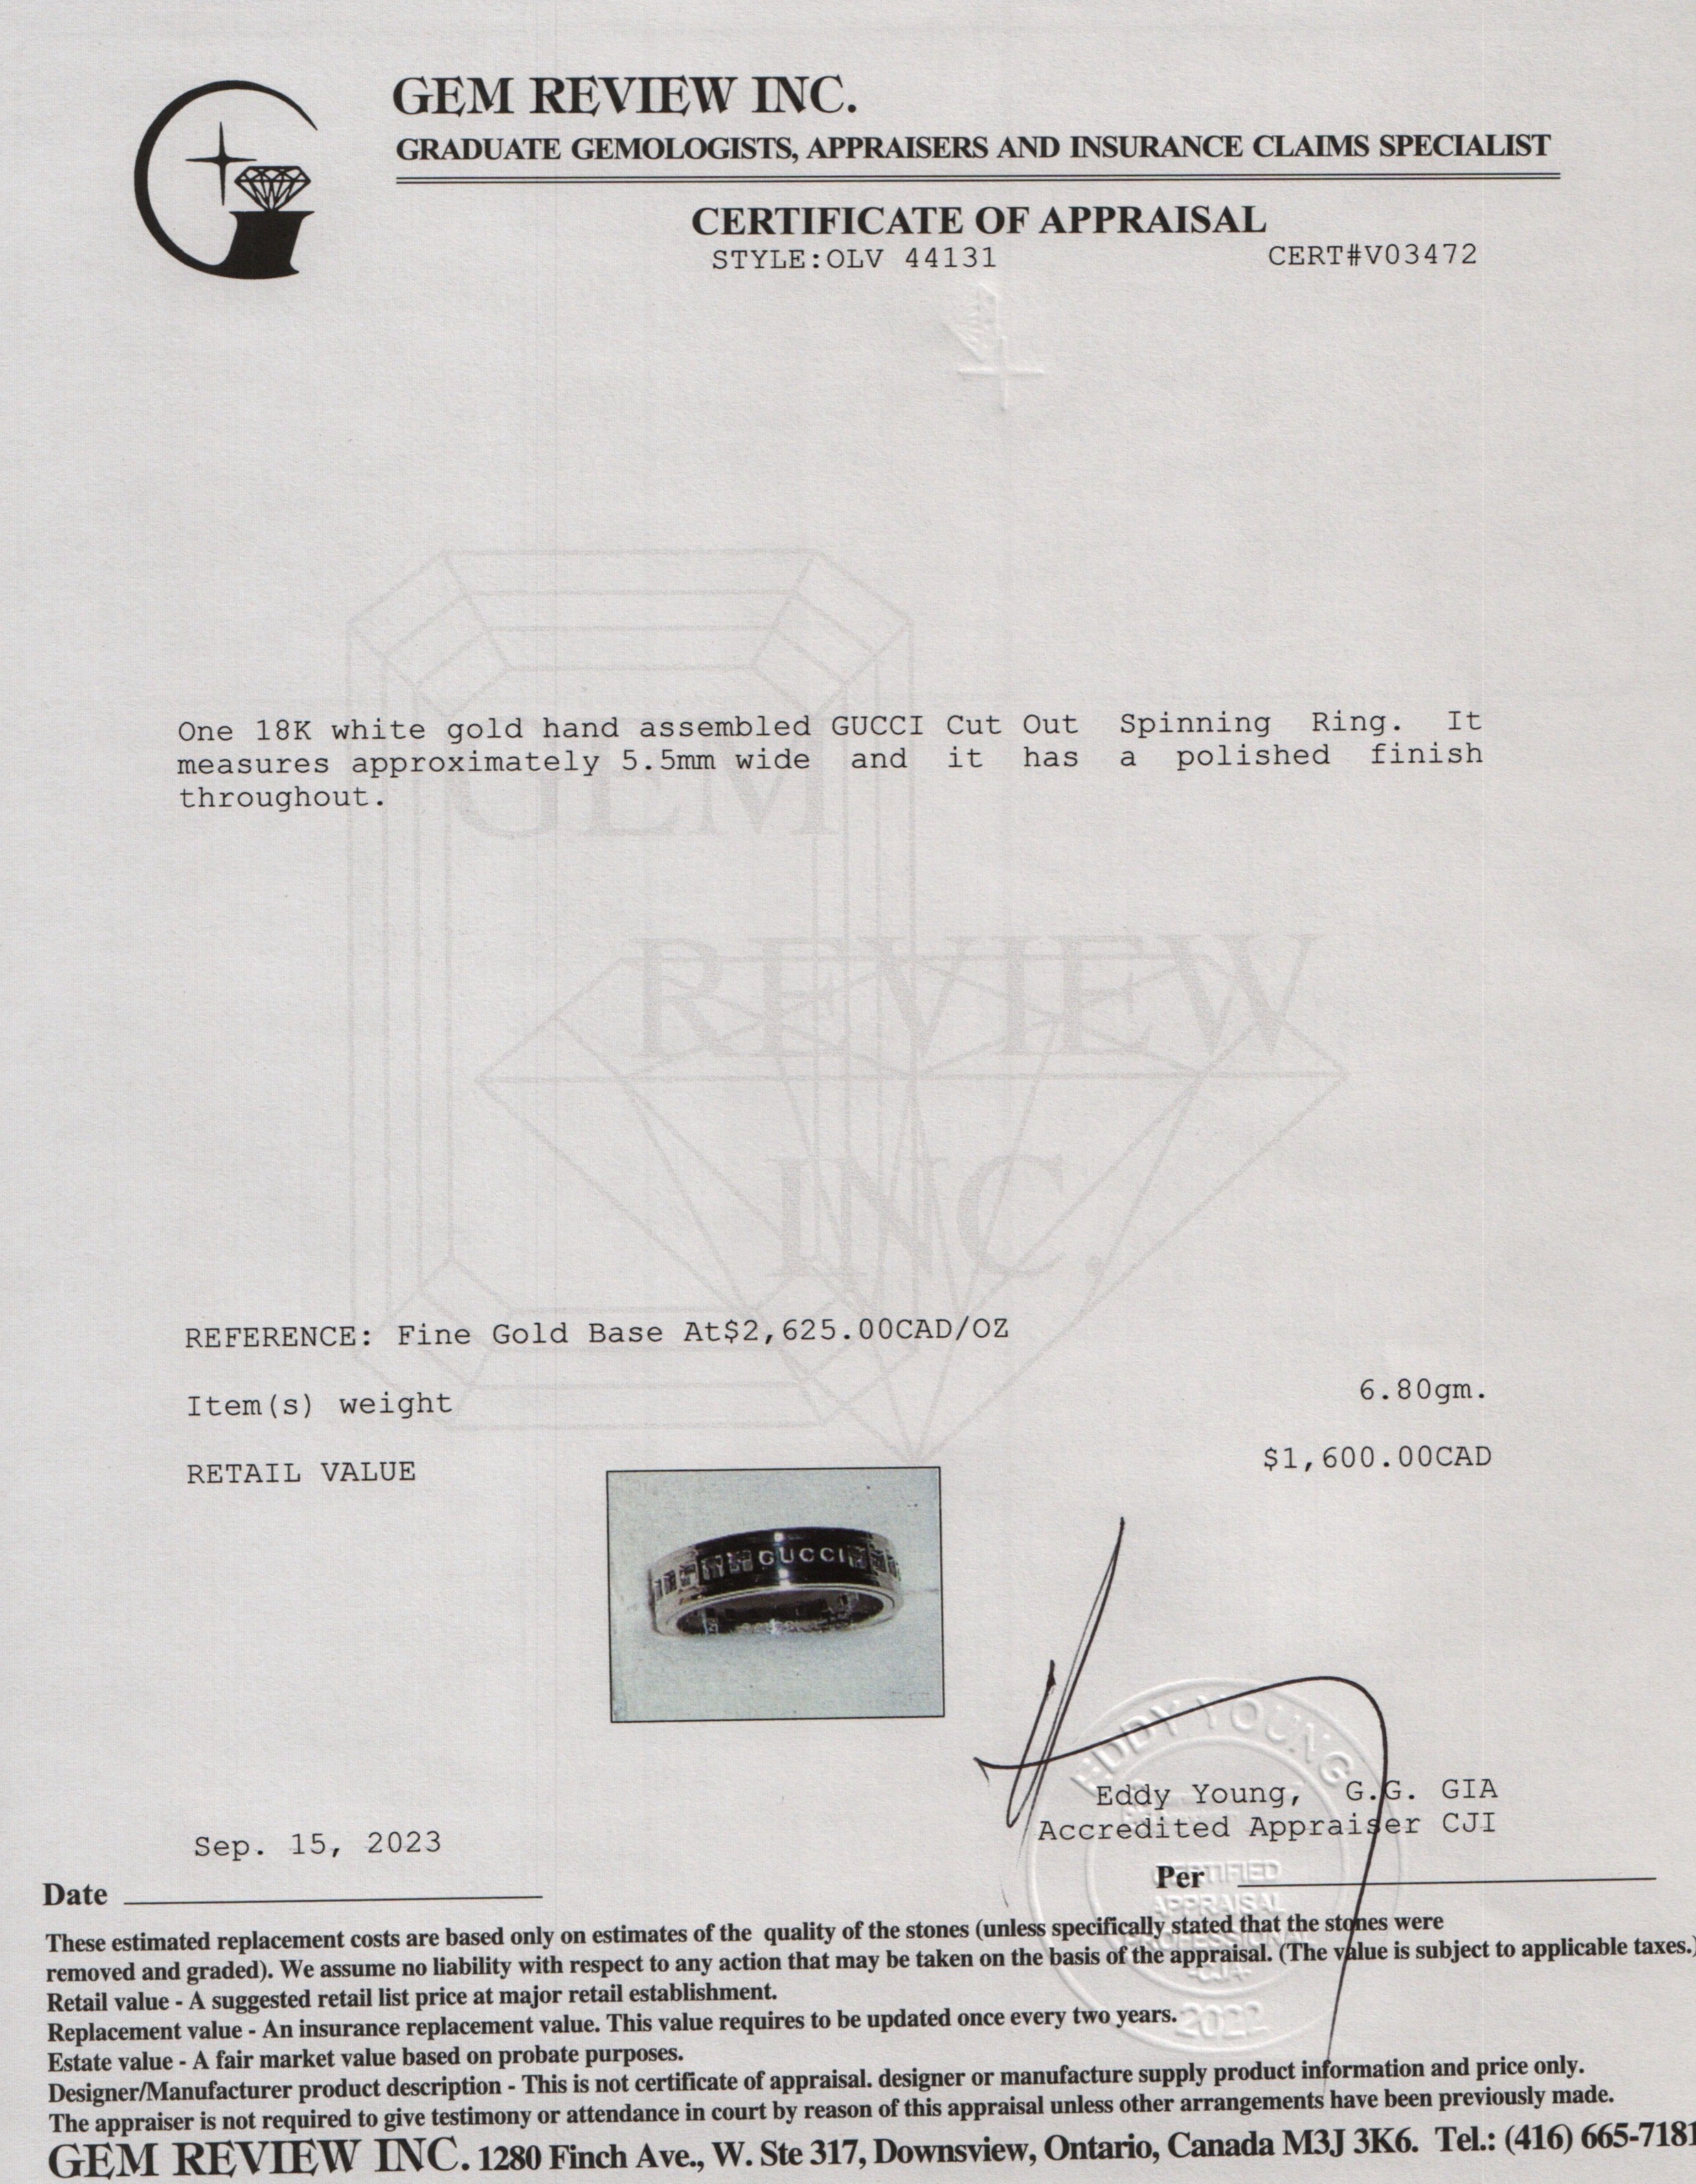 GEM REVIEW INC.
GRADUATE GEMOLOGISTS, APPRAISERS AND INSURANCE CLAIMS SPECIALIST
CERTIFICATE OF APPRAISAL
STYLE:OLV 44131
CERT#V03472
One 18K white gold hand assembled GUCCI Cut Out Spinning Ring. It
measures approximately 5.5mm wide and it has a polished finish
throughout.
GEM
REVIEW
INC.
REFERENCE: Fine Gold Base At$2,625.00CAD/OZ
Item(s) weight 6.80gm.
RETAIL VALUE $1,600.00CAD
GUCCI
EDDY YOUNG
Eddy Young, G.G. GIA
Accredited Appraiser CJI
Sep. 15, 2023
Date
Per
CERTIFIED
APPRAISAL
PROFESSIONAL
2022
These estimated replacement costs are based only on estimates of the quality of the stones (unless specifically stated that the stones were
removed and graded). We assume no liability with respect to any action that may be taken on the basis of the appraisal. (The value is subject to applicable taxes.)
Retail value - A suggested retail list price at major retail establishment.
Replacement value - An insurance replacement value. This value requires to be updated once every two years.
Estate value - A fair market value based on probate purposes.
Designer/Manufacturer product description - This is not certificate of appraisal. designer or manufacture supply product information and price only.
The appraiser is not required to give testimony or attendance in court by reason of this appraisal unless other arrangements have been previously made.
GEM REVIEW INC. 1280 Finch Ave., W. Ste 317, Downsview, Ontario, Canada M3J 3K6. Tel.: (416) 665-7181